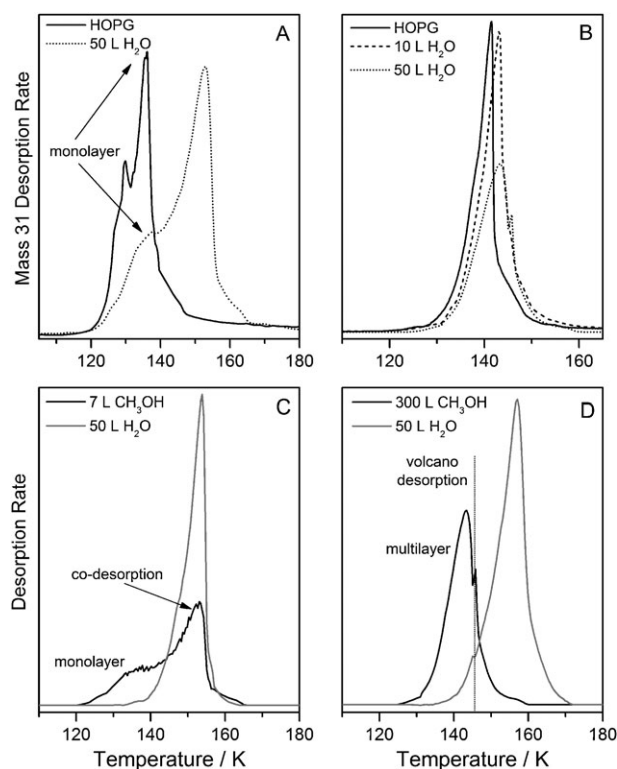 HOPG
50 L H₂O
A
monolayer
Mass 31 Desorption Rate
120 140 160 180
HOPG
10 L H₂O
50 L H₂O
B
120 140 160
7 L CH₃OH
50 L H₂O
C
co-desorption
monolayer
Desorption Rate
120 140 160 180
Temperature / K
300 L CH₃OH
50 L H₂O
D
volcano
desorption
multilayer
120 140 160 180
Temperature / K